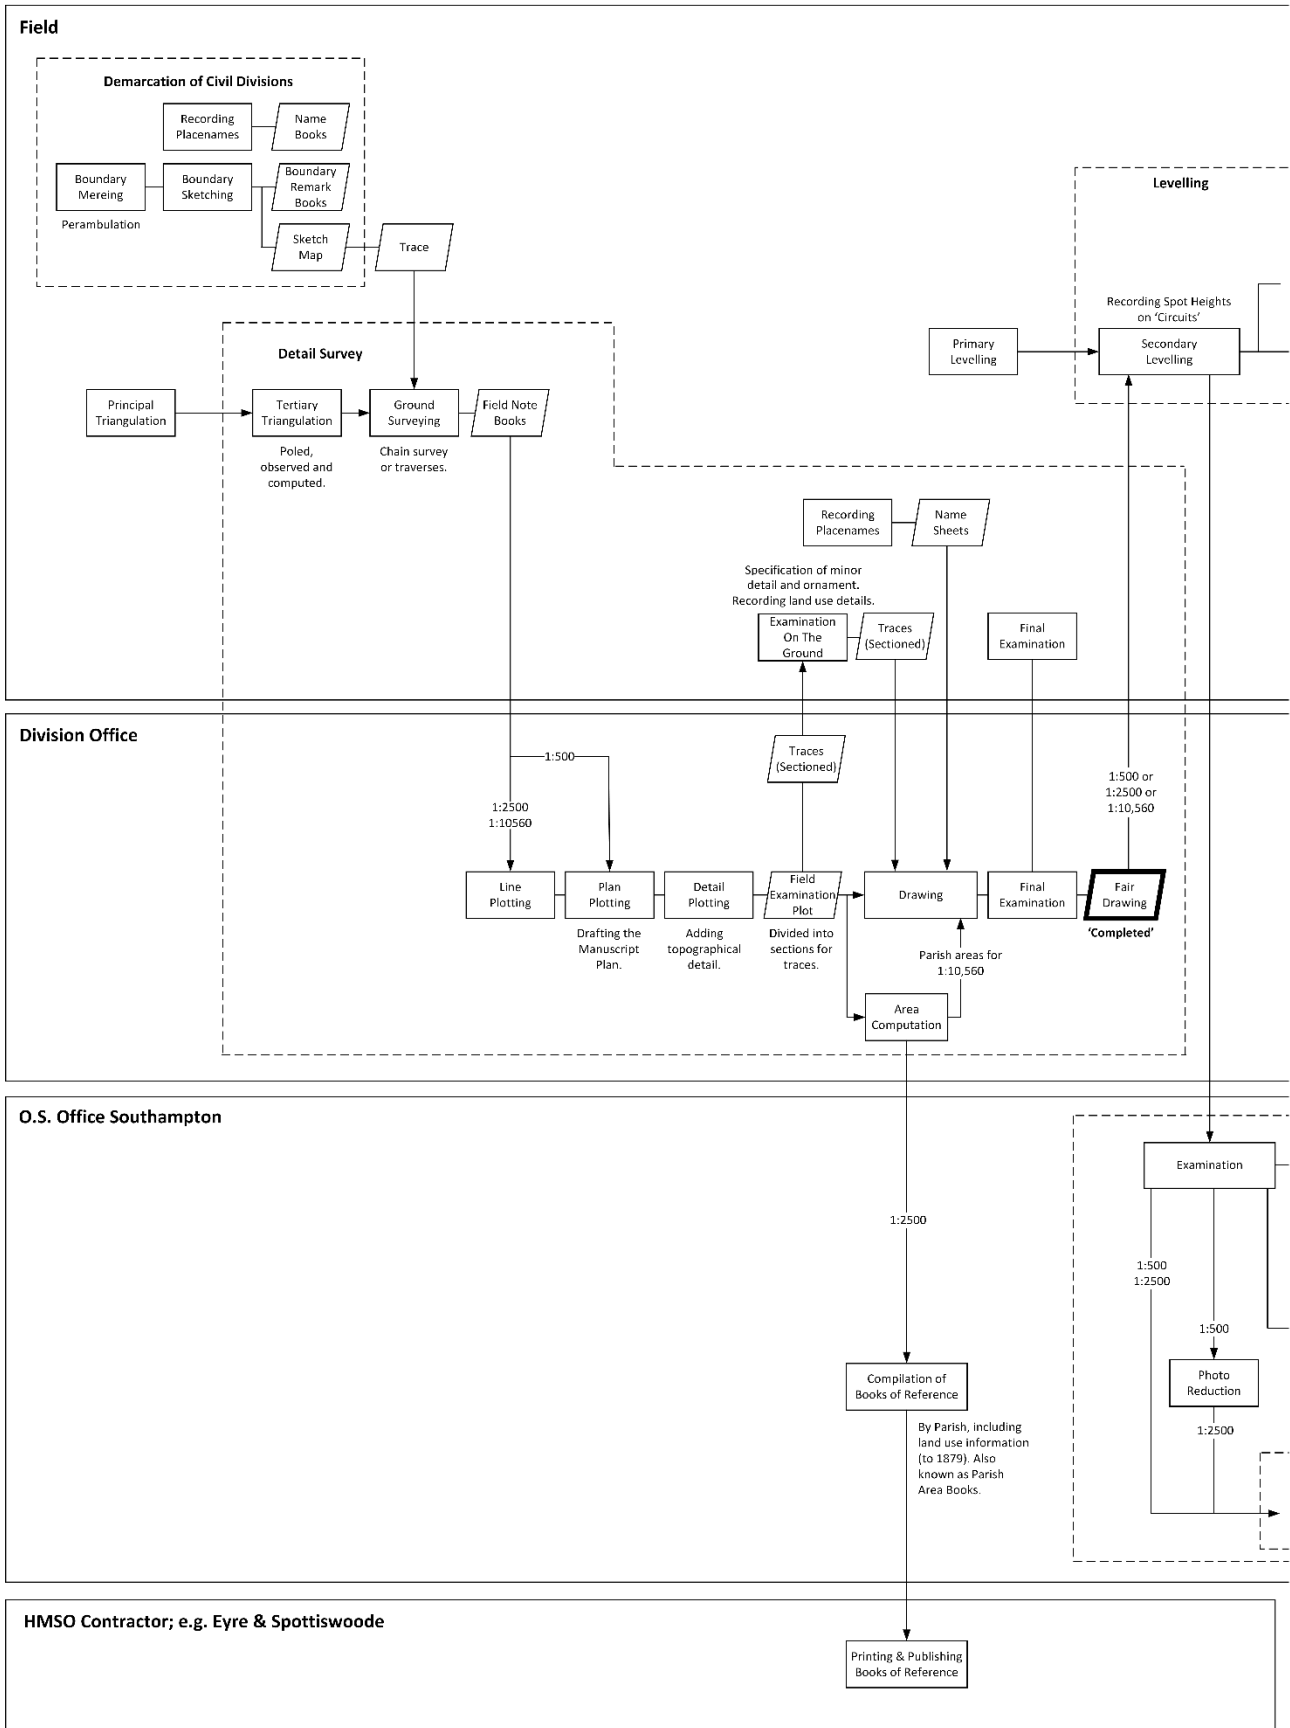 Field
Demarcation of Civil Divisions
Recording
Placenames
Name
Books
Boundary
Mereing
Boundary
Sketching
Boundary
Remark
Books
Perambulation
Sketch
Map
Trace
Levelling
Recording Spot Heights
on ‘Circuits’
Primary
Levelling
Secondary
Levelling
Detail Survey
Principal
Triangulation
Tertiary
Triangulation
Ground
Surveying
Field Note
Books
Poled,
observed and
computed.
Chain survey
or traverses.
Recording
Placenames
Name
Sheets
Specification of minor
detail and ornament.
Recording land use details.
Examination
On The
Ground
Traces
(Sectioned)
Final
Examination
Division Office
Traces
(Sectioned)
1:500
1:2500
1:10560
1:500 or
1:2500 or
1:10,560
Line
Plotting
Plan
Plotting
Detail
Plotting
Field
Examination
Plot
Drawing
Final
Examination
Fair
Drawing
Drafting the
Manuscript
Plan.
Adding
topographical
detail.
Divided into
sections for
traces.
‘Completed’
Parish areas for
1:10,560
Area
Computation
O.S. Office Southampton
Examination
1:2500
1:500
1:2500
1:500
Compilation of
Books of Reference
Photo
Reduction
1:2500
By Parish, including
land use information
(to 1879). Also
known as Parish
Area Books.
HMSO Contractor; e.g. Eyre & Spottiswoode
Printing & Publishing
Books of Reference